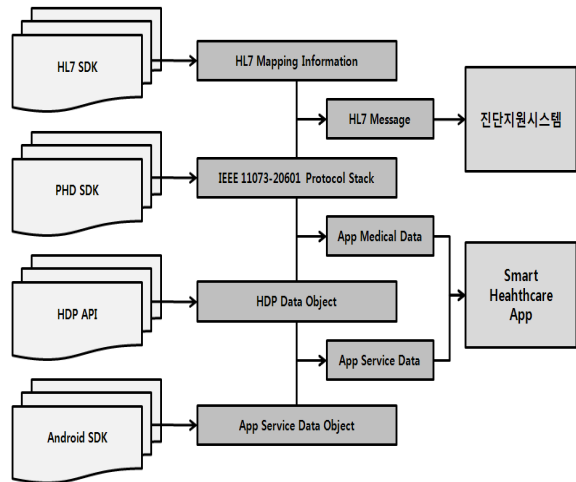 HL7 SDK
HL7 Mapping Information
HL7 Message
진단지원시스템
PHD SDK
IEEE 11073-20601 Protocol Stack
App Medical Data
HDP API
HDP Data Object
Smart
Heahthcare
App
App Service Data
Android SDK
App Service Data Object